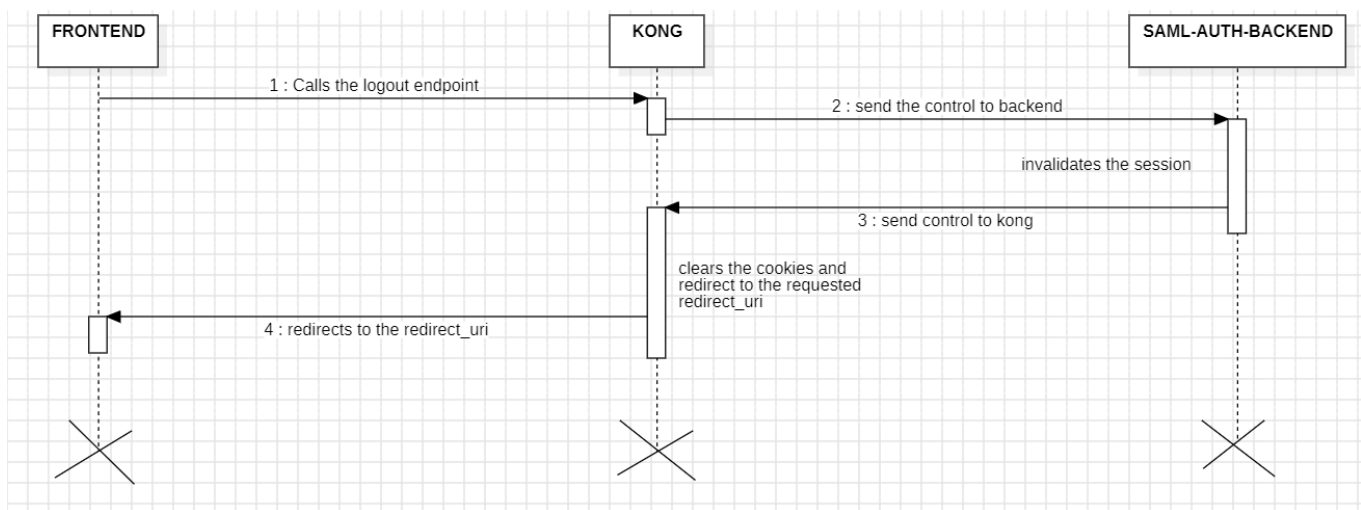 FRONTEND
KONG
SAML-AUTH-BACKEND
1 : Calls the logout endpoint
2 : send the control to backend
invalidates the session
3 : send control to kong
clears the cookies and
redirect to the requested
redirect_uri
4 : redirects to the redirect_uri